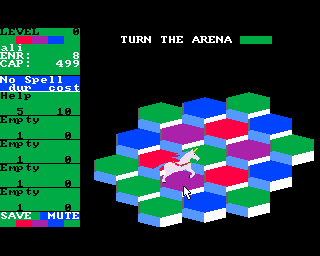 LEVEL 0
TURN THE ARENA
ali
ENR: 8
CAP: 499
No Spell
dur cost
Help
5 10
Empty
1 0
Empty
1 0
Empty
1 0
Empty
1 0
SAVE MUTE